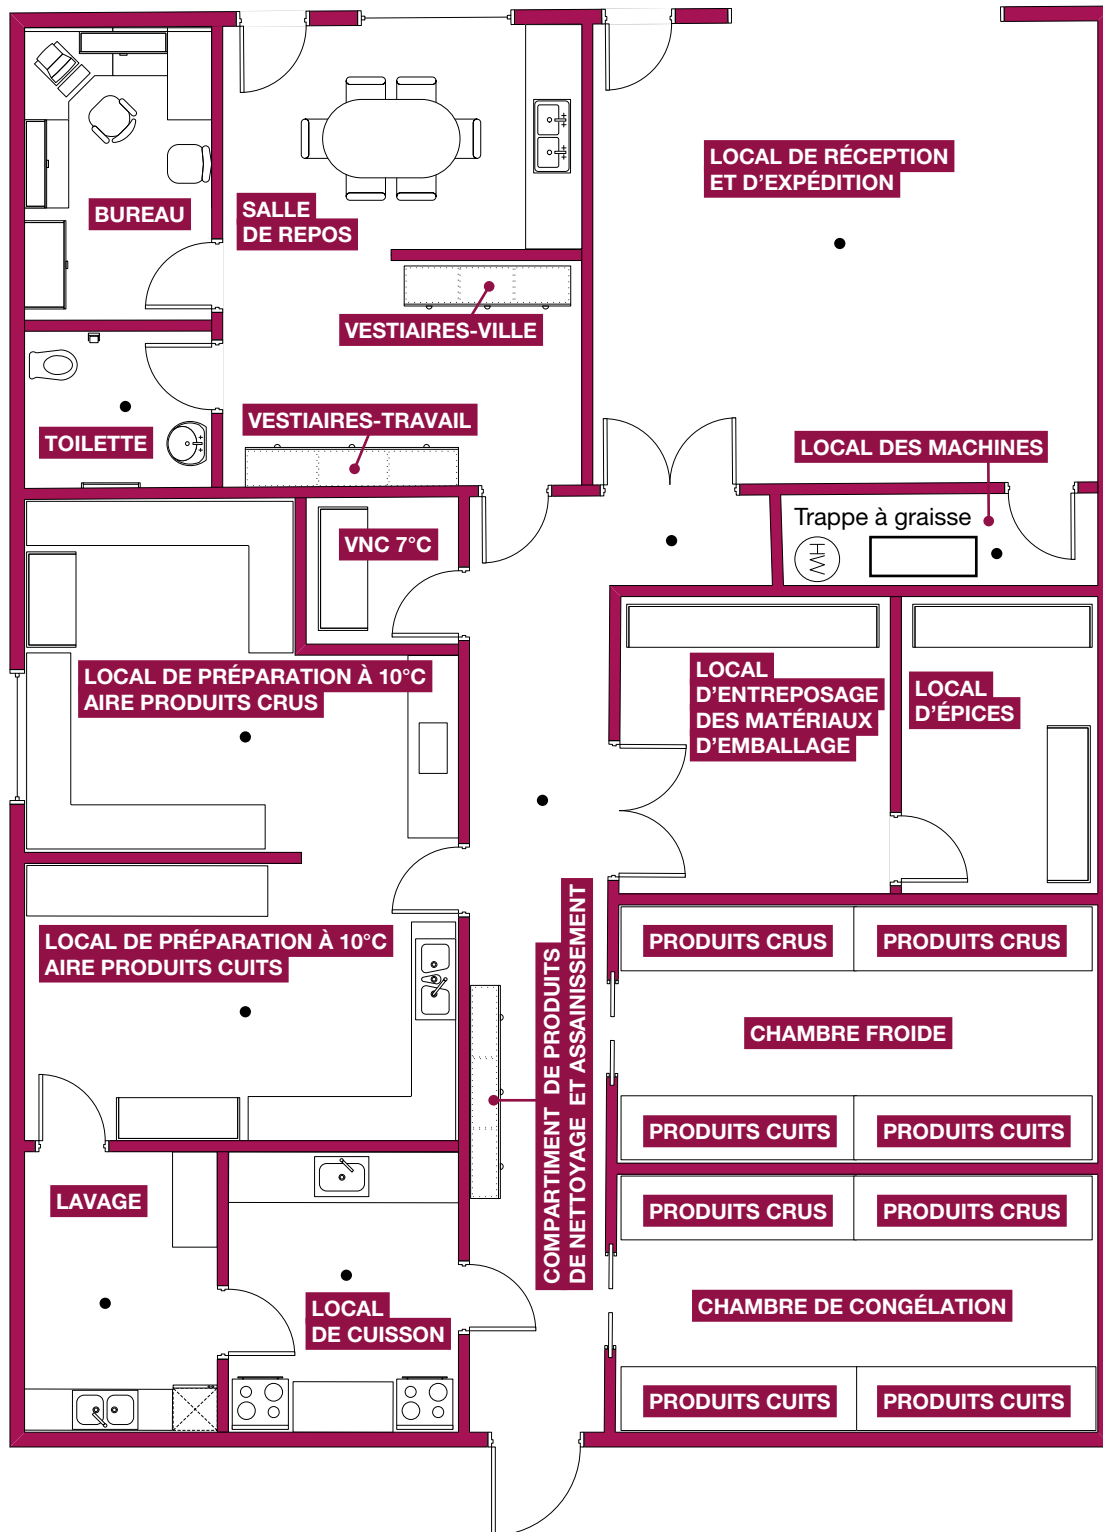 LOCAL DE RÉCEPTION
ET D'EXPÉDITION
BUREAU
SALLE
DE REPOS
VESTIAIRES-VILLE
VESTIAIRES-TRAVAIL
TOILETTE
LOCAL DES MACHINES
Trappe à graisse
HW
VNC 7°C
LOCAL DE PRÉPARATION À 10°C
AIRE PRODUITS CRUS
LOCAL
D'ENTREPOSAGE
DES MATÉRIAUX
D'EMBALLAGE
LOCAL
D'ÉPICES
LOCAL DE PRÉPARATION À 10°C
AIRE PRODUITS CUITS
COMPARTIMENT DE PRODUITS
DE NETTOYAGE ET ASSAINISSEMENT
PRODUITS CRUS
PRODUITS CRUS
CHAMBRE FROIDE
PRODUITS CUITS
PRODUITS CUITS
LAVAGE
PRODUITS CRUS
PRODUITS CRUS
CHAMBRE DE CONGÉLATION
LOCAL
DE CUISSON
PRODUITS CUITS
PRODUITS CUITS